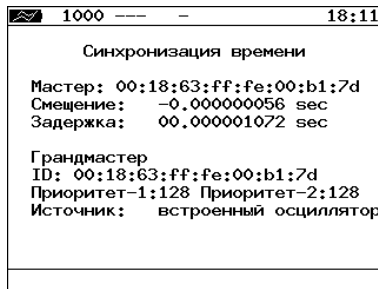 1000 --- – 18:11
Синхронизация времени
Мастер: 00:18:63:ff:fe:00:b1:7d
Смещение: -0.000000056 sec
Задержка: 00.000001072 sec
Грандмастер
ID: 00:18:63:ff:fe:00:b1:7d
Приоритет-1:128 Приоритет-2:128
Источник: встроенный осциллятор